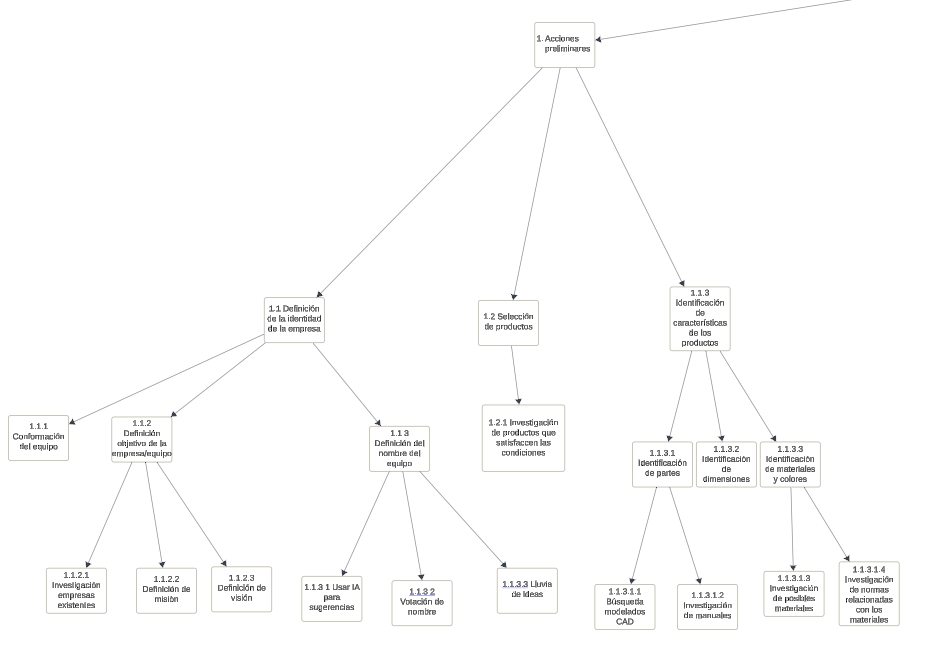 1. Acciones
preliminares
1.1 Definición
de la identidad
de la empresa
1.2 Selección
de productos
1.1.3
Identificación
de
características
de los
productos
1.1.1
Conformación
del equipo
1.1.2
Definición
objetivo de la
empresa/equipo
1.1 3
Definición del
nombre del
equipo
1.2.1 Investigación
de productos que
satisfaccen las
condiciones
1.1.3.1
Identificación
de partes
1.1.3.2
Identificación
de
dimensiones
1.1.3.3
Identificación
de materiales
y colores
1.1.2.1
Investigación
empresas
existentes
1.1.2.2
Definición de
misión
1.1.2.3
Definición de
visión
1.1.3 1 Usar IA
para
sugerencias
1.1.3 2
Votación de
nombre
1.1.3.3 Lluvia
de ideas
1.1.3.1.1
Búsqueda
modelados
CAD
1.1.3.1.2
Investigación
de manuales
1.1.3.1.3
Investigación
de posibles
materiales
1.1.3.1.4
Investigación
de normas
relacionadas
con los
materiales